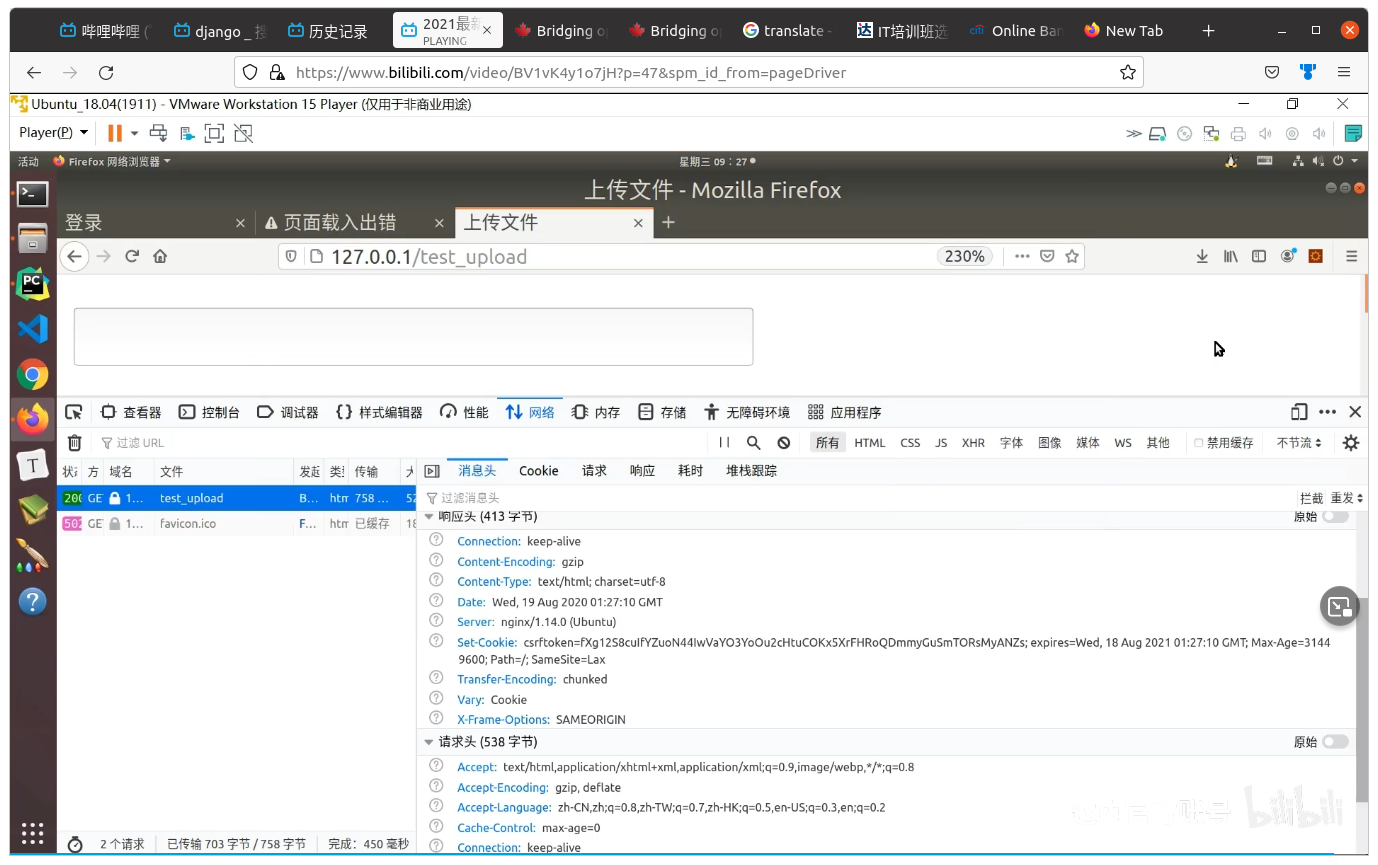 哔哩哔哩 (
django _ 搜
历史记录
2021最新
PLAYING
Bridging o
Bridging o
translate -
IT培训班选
citi Online Ban
New Tab
https://www.bilibili.com/video/BV1vK4y1o7jH?p=47&spm_id_from=pageDriver
Ubuntu_18.04(1911) - VMware Workstation 15 Player (仅用于非商业用途)
Player(P)
活动 Firefox 网络浏览器 星期三 09：27
上传文件 - Mozilla Firefox
登录 页面载入出错 上传文件
127.0.0.1/test_upload 230%
查看器 控制台 调试器 {} 样式编辑器 性能 网络 内存 存储 无障碍环境 应用程序
过滤 URL 所有 HTML CSS JS XHR 字体 图像 媒体 WS 其他 禁用缓存 不节流
方 域名 文件 发起 类 传输 消息头 Cookie 请求 响应 耗时 堆栈跟踪
200 GE 1... test_upload B... htm 758 ... 52
过滤消息头 拦截 重发
502 GE 1... favicon.ico F... htm 已缓存 18
响应头 (413 字节) 原始
Connection: keep-alive
Content-Encoding: gzip
Content-Type: text/html; charset=utf-8
Date: Wed, 19 Aug 2020 01:27:10 GMT
Server: nginx/1.14.0 (Ubuntu)
Set-Cookie: csrftoken=fXg12S8cuIfYZuoN44IwVaYO3YoOu2cHtuCOKx5XrFHRoQDmmyGuSmTORsMyANZs; expires=Wed, 18 Aug 2021 01:27:10 GMT; Max-Age=3144
9600; Path=/; SameSite=Lax
Transfer-Encoding: chunked
Vary: Cookie
X-Frame-Options: SAMEORIGIN
请求头 (538 字节) 原始
Accept: text/html,application/xhtml+xml,application/xml;q=0.9,image/webp,*/*;q=0.8
Accept-Encoding: gzip, deflate
Accept-Language: zh-CN,zh;q=0.8,zh-TW;q=0.7,zh-HK;q=0.5,en-US;q=0.3,en;q=0.2
Cache-Control: max-age=0
Connection: keep-alive
bilibili
2 个请求 已传输 703 字节 / 758 字节 完成：450 毫秒